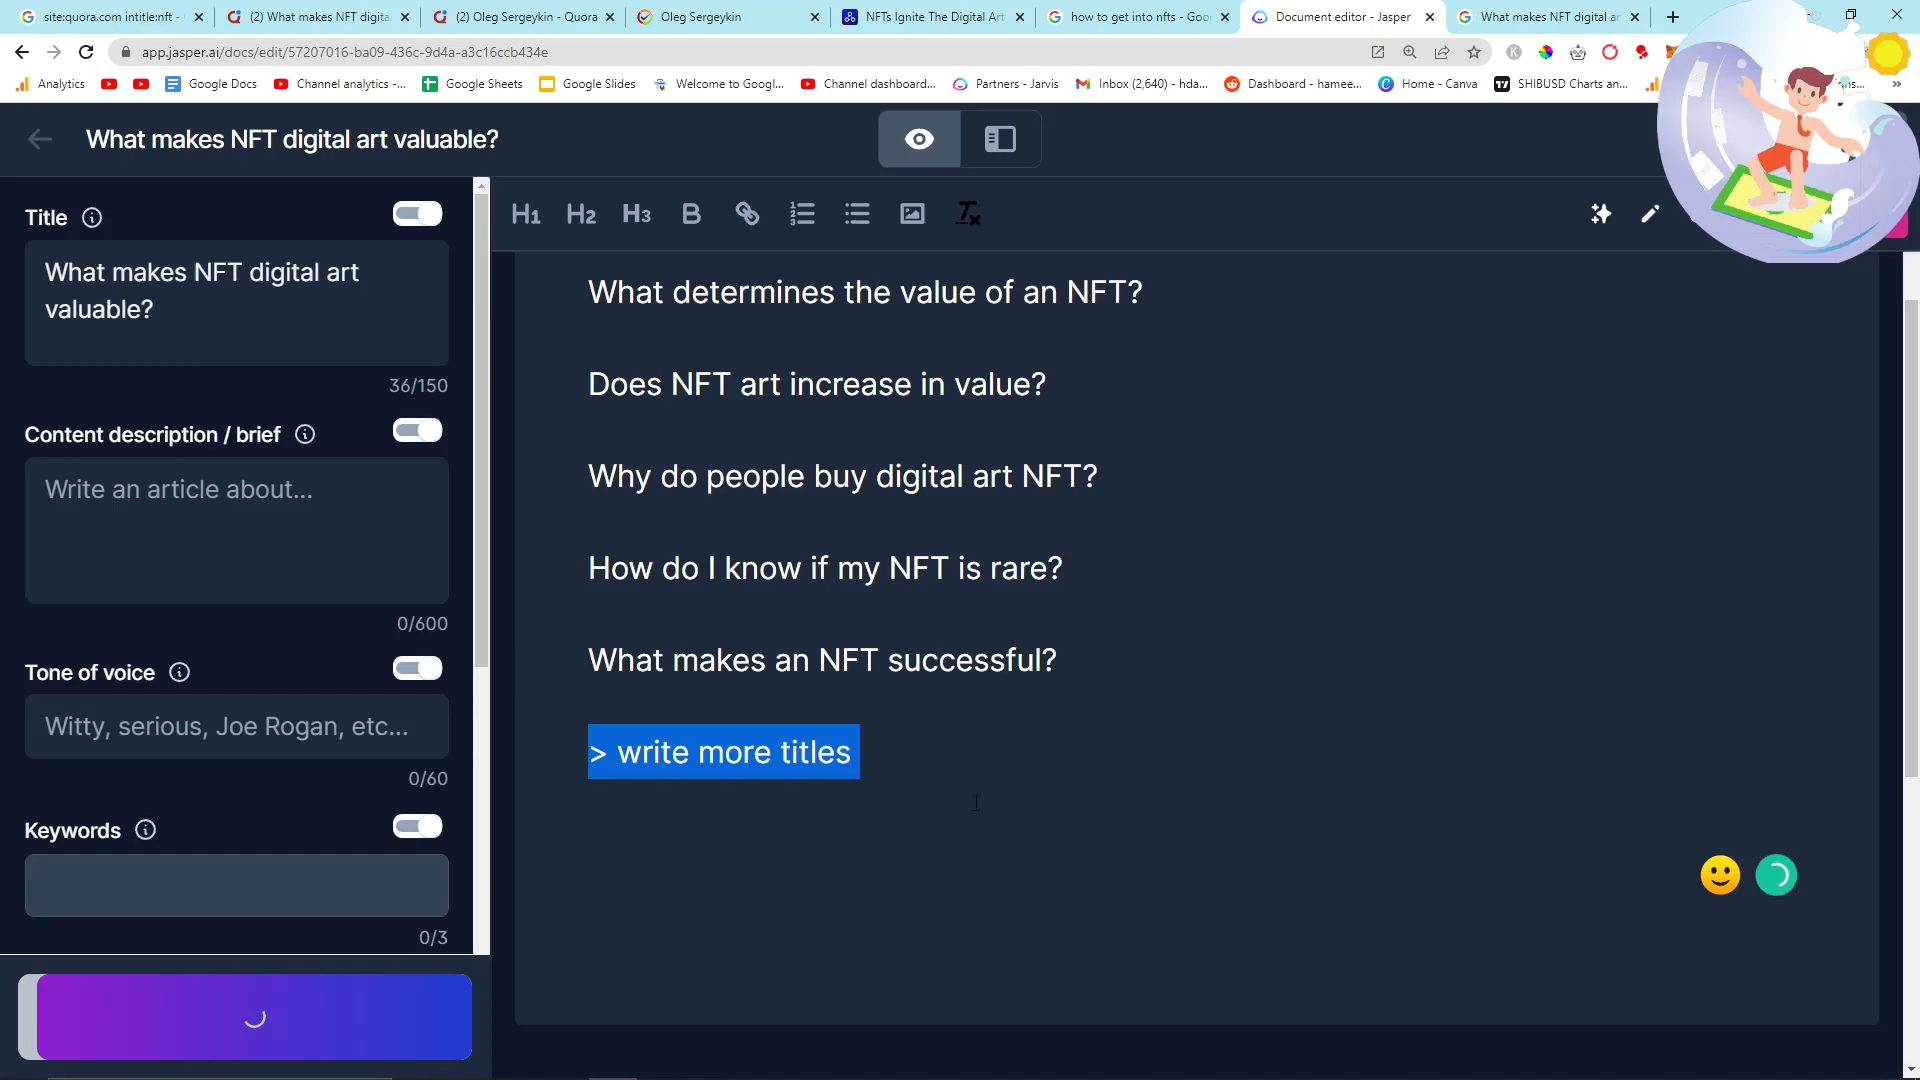 site:quora.com intitle:nft -
(2) What makes NFT digita
(2) Oleg Sergeykin - Quora
Oleg Sergeykin
NFTs Ignite The Digital Art
how to get into nfts - Goo
Document editor - Jasper
What makes NFT digital ar
app.jasper.ai/docs/edit/57207016-ba09-436c-9d4a-a3c16ccb434e
Analytics
Google Docs
Channel analytics -...
Google Sheets
Google Slides
Welcome to Googl...
Channel dashboard...
Partners - Jarvis
Inbox (2,640) - hda...
Dashboard - hamee...
Home - Canva
SHIBUSD Charts an...
What makes NFT digital art valuable?
Title
What makes NFT digital art
valuable?
36/150
Content description / brief
Write an article about...
0/600
Tone of voice
Witty, serious, Joe Rogan, etc...
0/60
Keywords
0/3
H1 H2 H3 B
What determines the value of an NFT?
Does NFT art increase in value?
Why do people buy digital art NFT?
How do I know if my NFT is rare?
What makes an NFT successful?
> write more titles